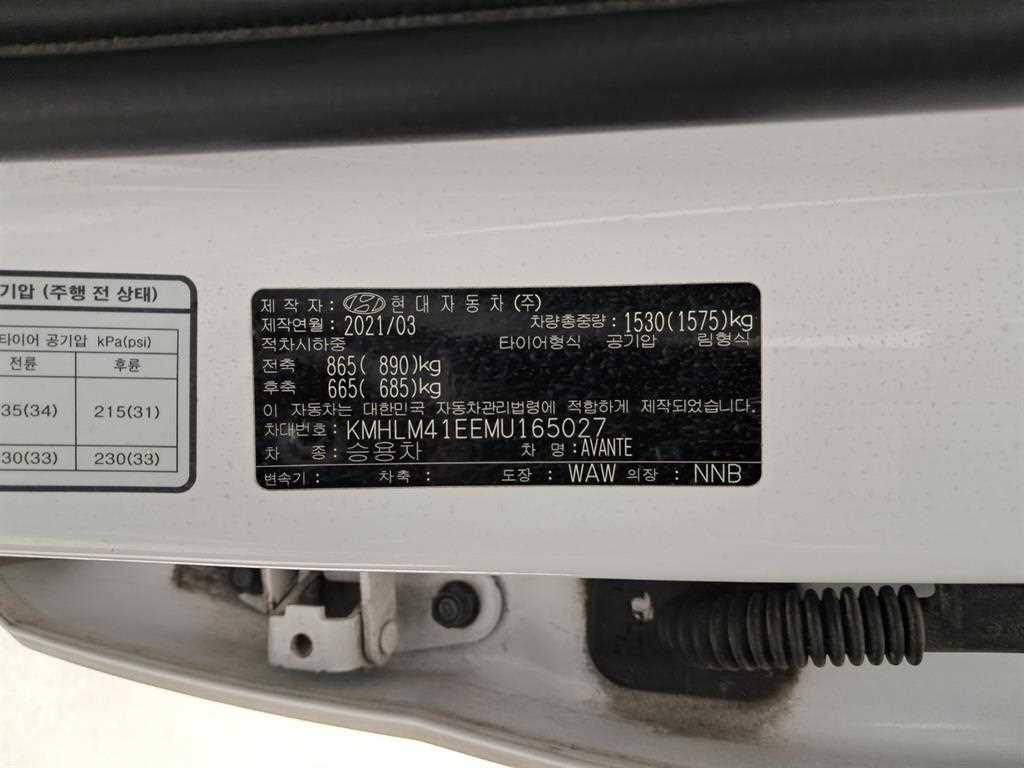 기압 (주행 전 상태)
타이어 공기압 kPa(psi)
전륜 후륜
35(34) 215(31)
30(33) 230(33)
제 작 자 : 현 대 자 동 차 (주)
제작연월 : 2021/03 차량총중량 : 1530(1575)kg
적차시하중 타이어형식 공기압 림형식
전축 865( 890)kg
후축 665( 685)kg
이 자동차는 대한민국 자동차관리법령에 적합하게 제작되었습니다.
차대번호: KMHLM41EEMU165027
차 종 : 승용차 차 명 : AVANTE
변속기 : 차축 : 도장 : WAW 의장 : NNB